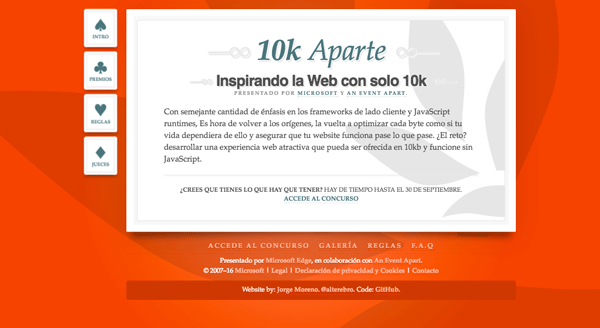 INTRO
PREMIOS
REGLAS
JUECES
10k Aparte
Inspirando la Web con solo 10k
PRESENTADO POR MICROSOFT Y AN EVENT APART.
Con semejante cantidad de énfasis en los frameworks de lado cliente y JavaScript
runtimes, Es hora de volver a los orígenes, la vuelta a optimizar cada byte como si tu
vida dependiera de ello y asegurar que tu website funciona pase lo que pase. ¿El reto?
desarrollar una experiencia web atractiva que pueda ser ofrecida en 10kb y funcione sin
JavaScript.
¿CREES QUE TIENES LO QUE HAY QUE TENER? HAY DE TIEMPO HASTA EL 30 DE SEPTIEMBRE.
ACCEDE AL CONCURSO
ACCEDE AL CONCURSO GALERÍA REGLAS F.A.Q
Presentado por Microsoft Edge, en colaboración con An Event Apart.
© 2007–16 Microsoft | Legal | Declaración de privacidad y Cookies | Contacto
Website by: Jorge Moreno. @alterebro. Code: GitHub.